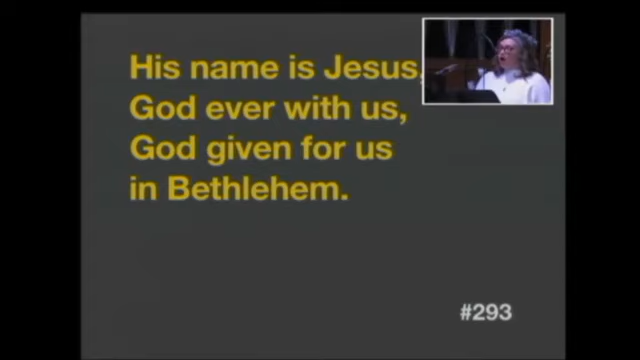 His name is Jesus,
God ever with us,
God given for us
in Bethlehem.
#293